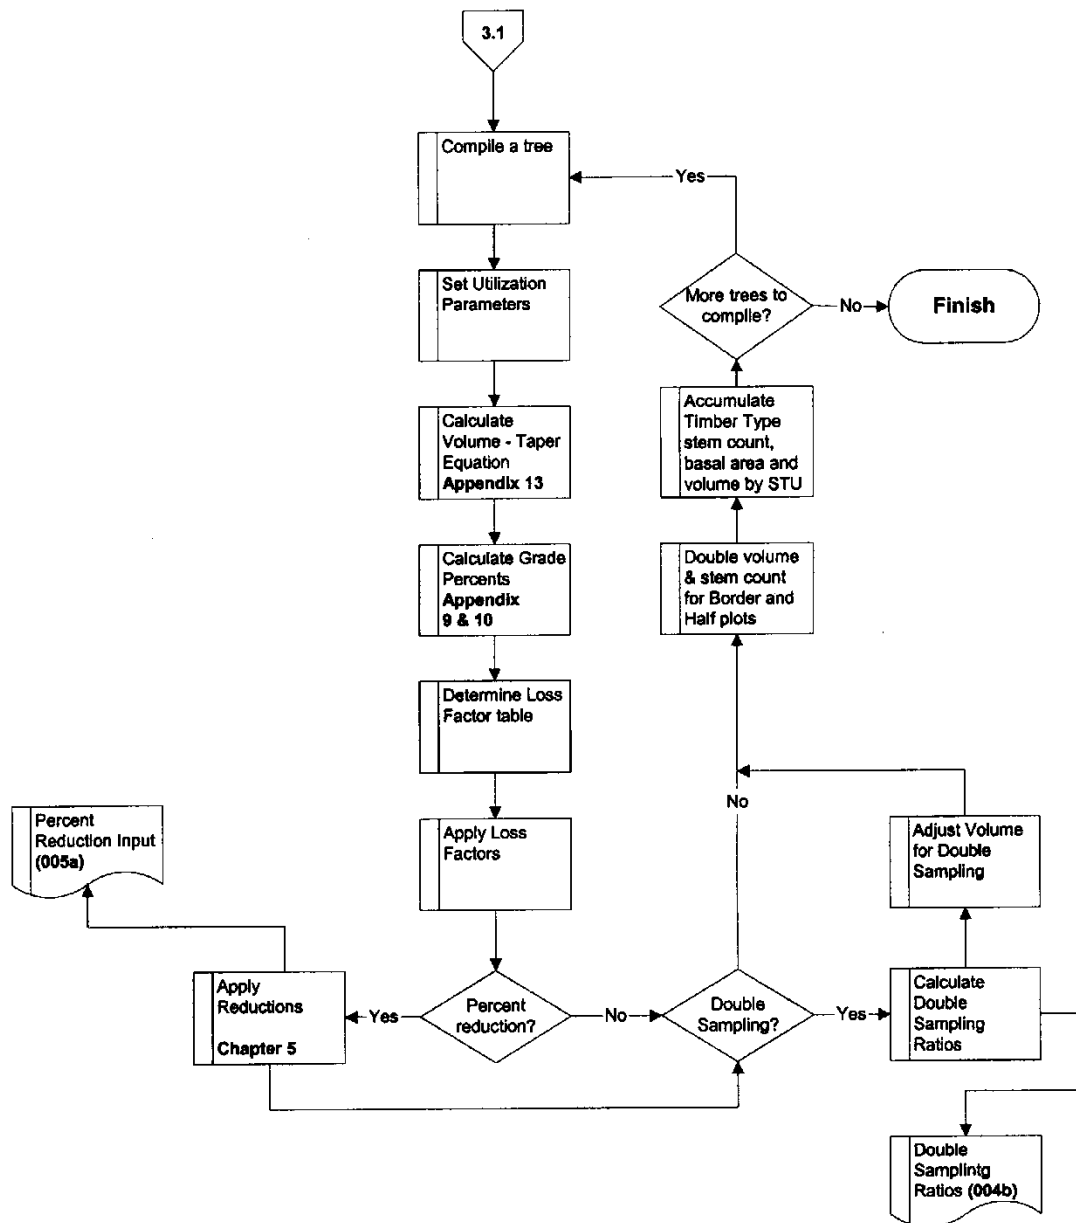 3.1
Compile a tree
Yes
Set Utilization
Parameters
More trees to
compile?
No
Finish
Calculate
Volume - Taper
Equation
Appendix 13
Accumulate
Timber Type
stem count,
basal area and
volume by STU
Calculate Grade
Percents
Appendix
9 & 10
Double volume
& stem count
for Border and
Half plots
Determine Loss
Factor table
No
Percent
Reduction Input
(005a)
Apply Loss
Factors
Adjust Volume
for Double
Sampling
Apply
Reductions
Chapter 5
Yes
Percent
reduction?
No
Double
Sampling?
Yes
Calculate
Double
Sampling
Ratios
Double
Samplintg
Ratios (004b)